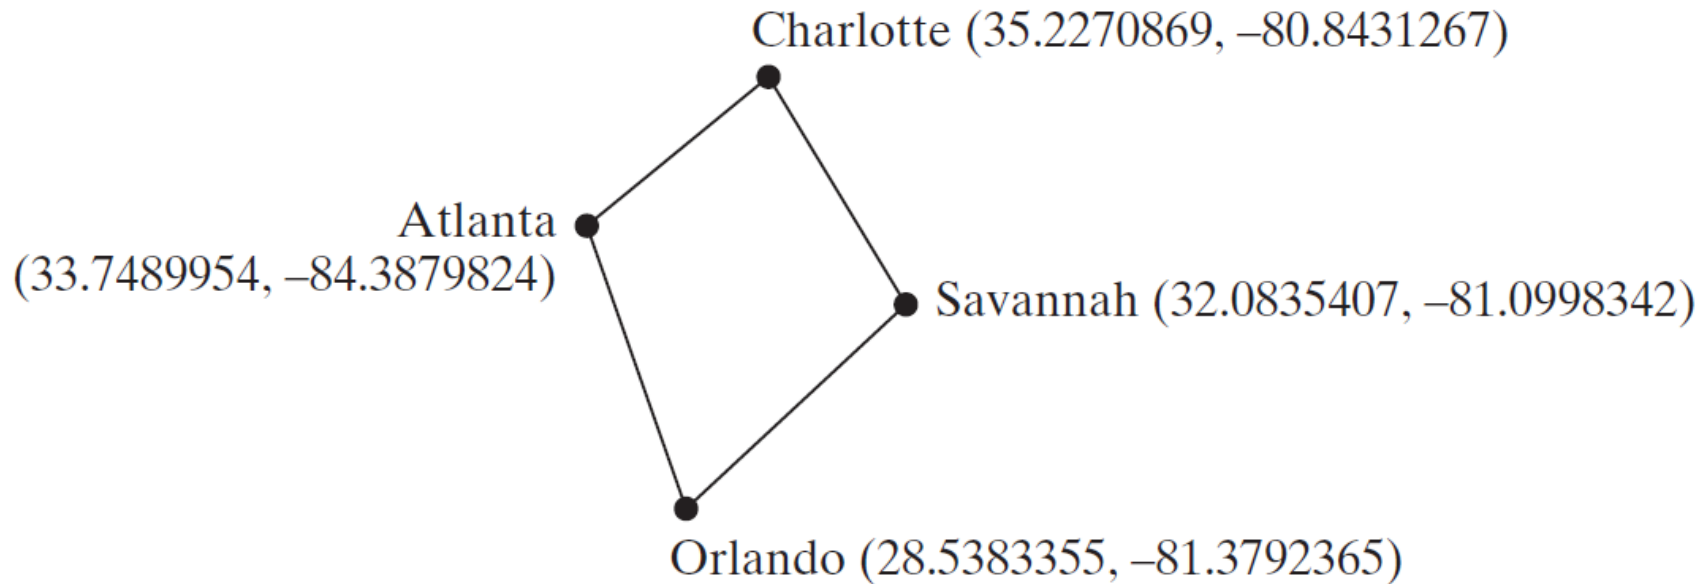 Charlotte (35.2270869, –80.8431267)
Atlanta
(33.7489954, –84.3879824)
Savannah (32.0835407, –81.0998342)
Orlando (28.5383355, –81.3792365)